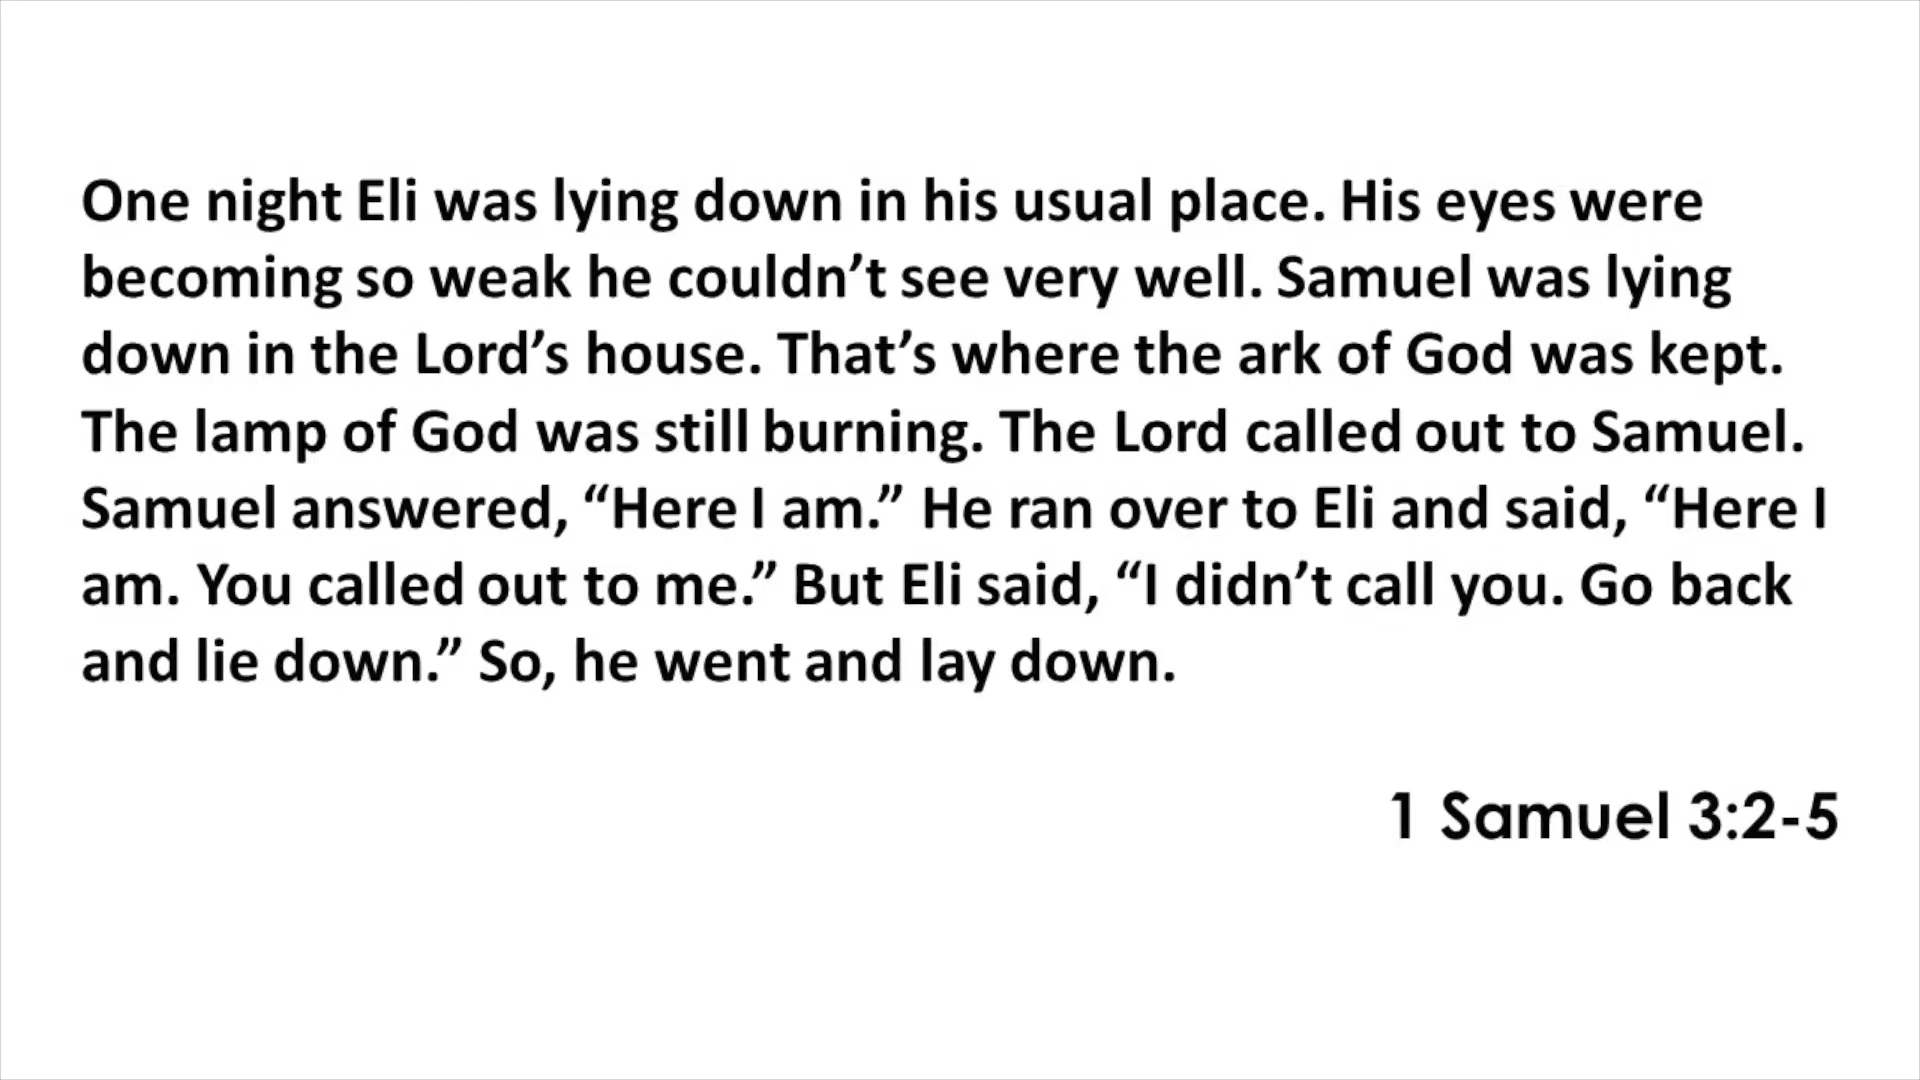 One night Eli was lying down in his usual place. His eyes were
becoming so weak he couldn’t see very well. Samuel was lying
down in the Lord’s house. That’s where the ark of God was kept.
The lamp of God was still burning. The Lord called out to Samuel.
Samuel answered, “Here I am.” He ran over to Eli and said, “Here I
am. You called out to me.” But Eli said, “I didn’t call you. Go back
and lie down.” So, he went and lay down.
1 Samuel 3:2-5